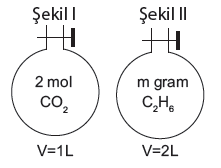 Şekil I
Şekil II
2 mol
CO₂
m gram
C₂H₆
V=1L
V=2L